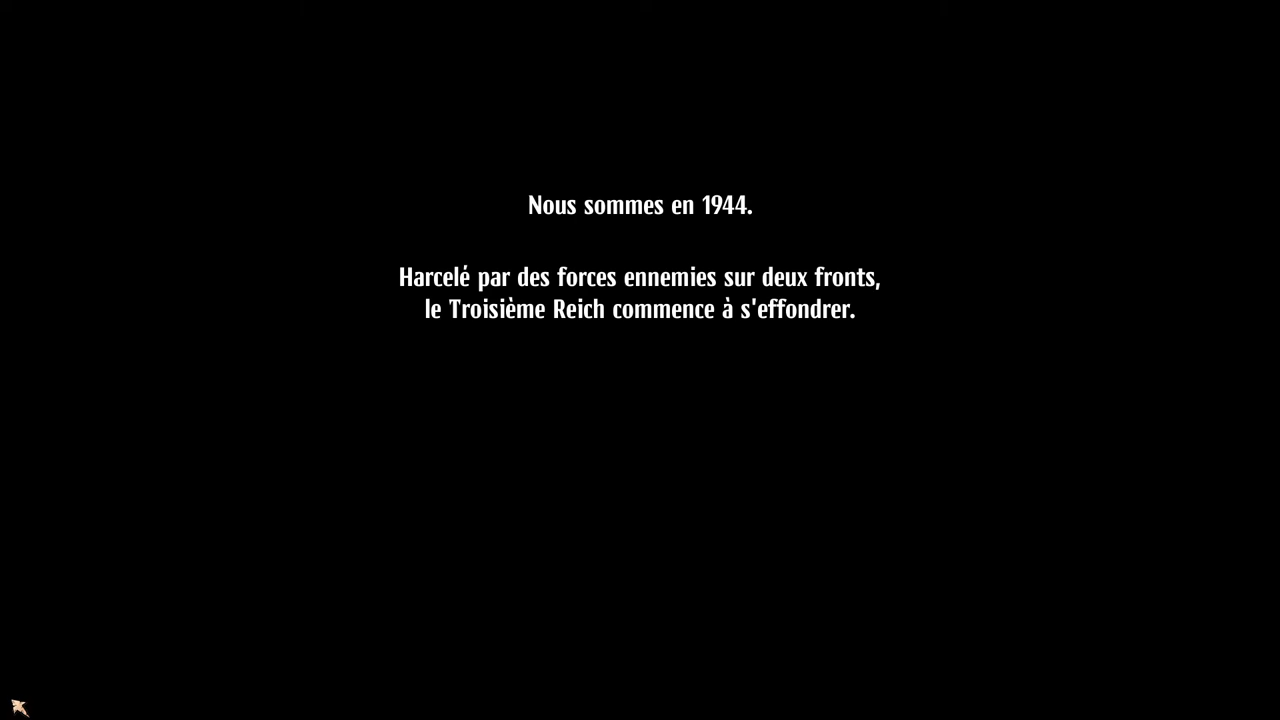 Nous sommes en 1944.
Harcelé par des forces ennemies sur deux fronts,
le Troisième Reich commence à s'effondrer.